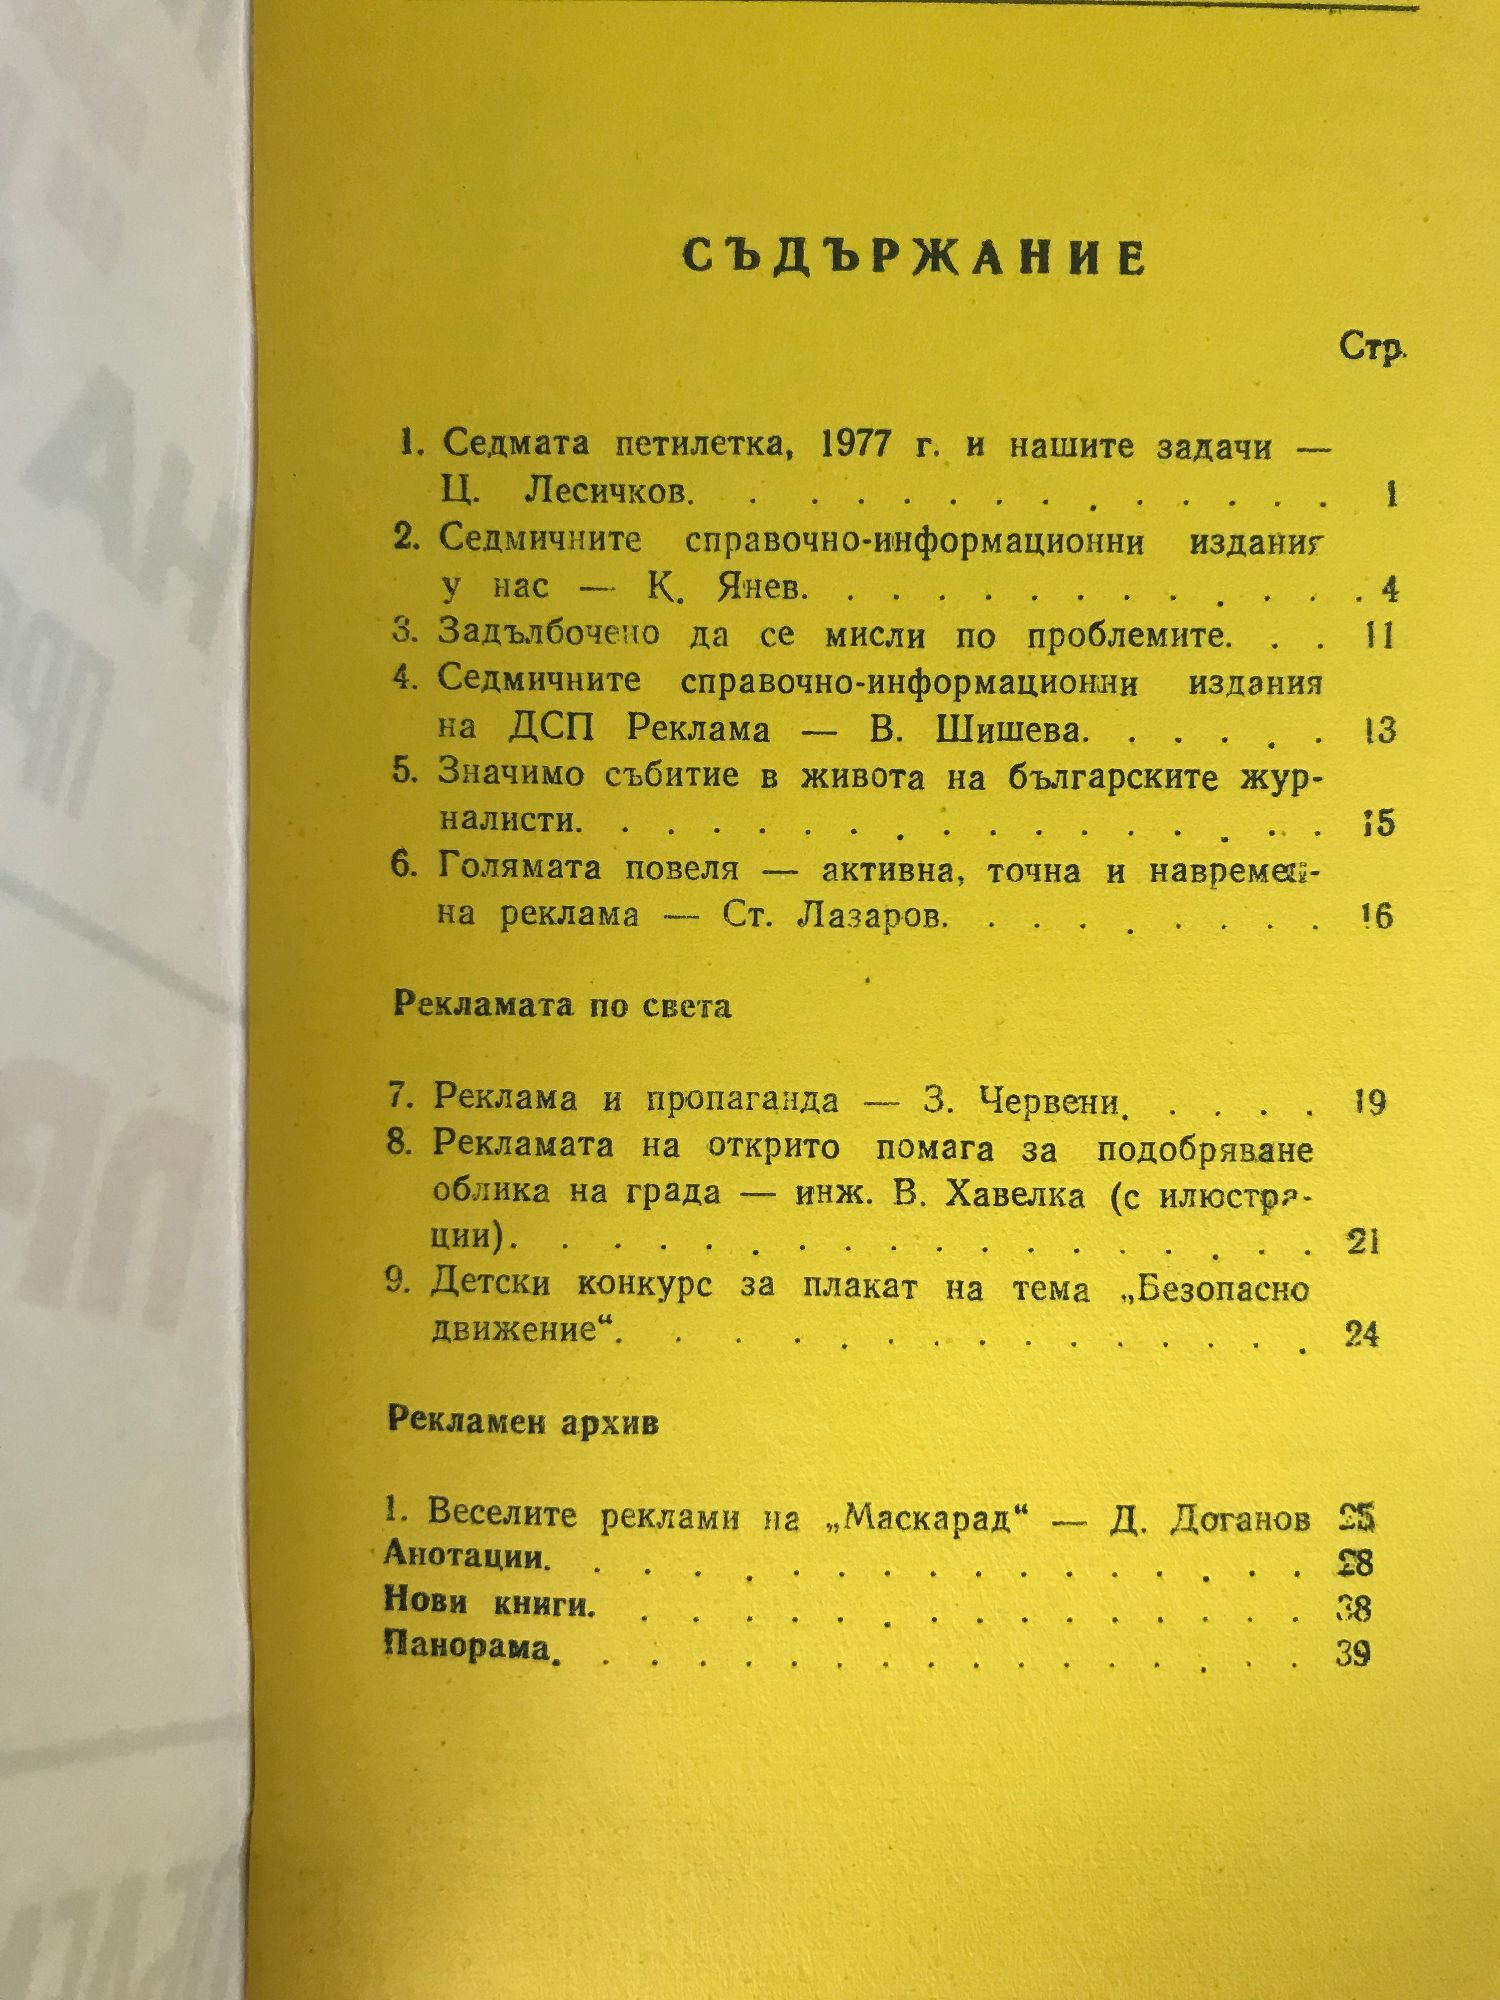 СЪДЪРЖАНИЕ
Стр.
1. Седмата петилетка, 1977 г. и нашите задачи —
Ц. Лесичков. . . . . . . . . . . . . . . 1
2. Седмичните справочно-информационни издания
у нас — К. Янев. . . . . . . . . . . . . 4
3. Задълбочено да се мисли по проблемите. . . 11
4. Седмичните справочно-информационни издания
на ДСП Реклама — В. Шишева. . . . . . 13
5. Значимо събитие в живота на българските жур-
налисти. . . . . . . . . . . . . . . . . 15
6. Голямата повеля — активна, точна и навремен-
на реклама — Ст. Лазаров. . . . . . . . . 16
Рекламата по света
7. Реклама и пропаганда — З. Червени. . . . . 19
8. Рекламата на открито помага за подобряване
облика на града — инж. В. Хавелка (с илюстра-
ции). . . . . . . . . . . . . . . . . . 21
9. Детски конкурс за плакат на тема „Безопасно
движение“. . . . . . . . . . . . . . . 24
Рекламен архив
1. Веселите реклами на „Маскарад“ — Д. Доганов 25
Анотации. . . . . . . . . . . . . . . . . 28
Нови книги. . . . . . . . . . . . . . . . 38
Панорама. . . . . . . . . . . . . . . . . 39